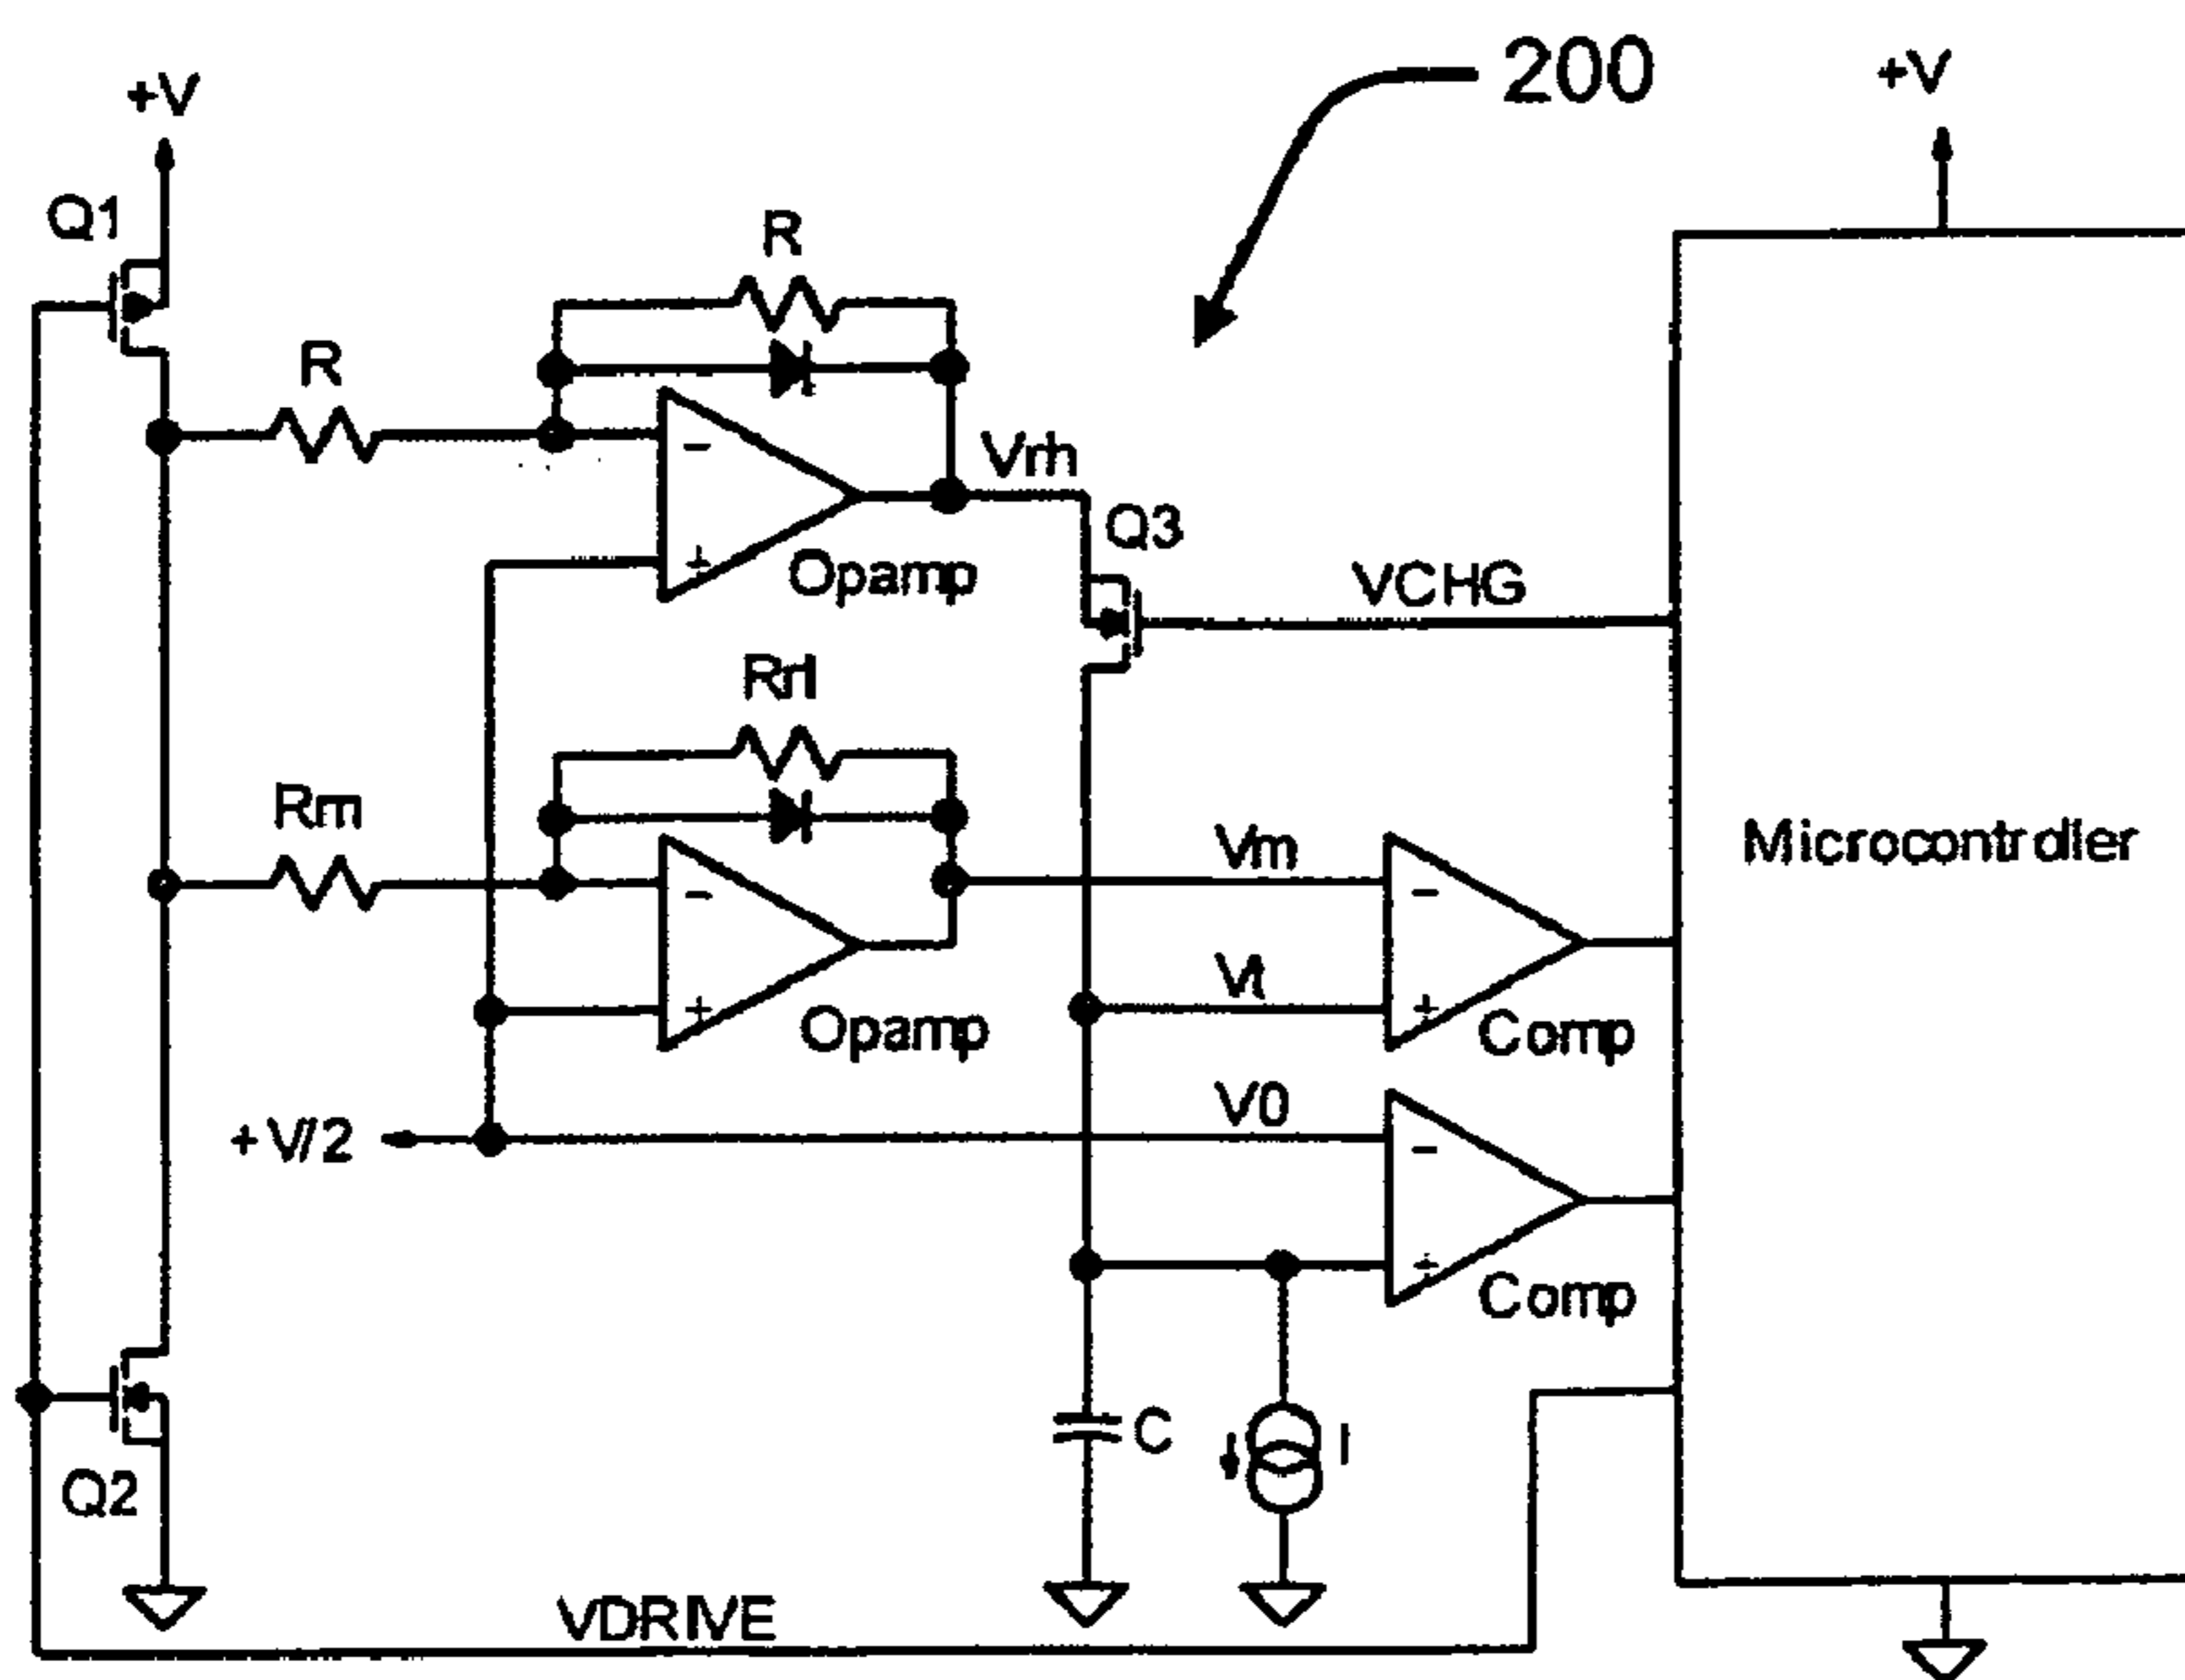 200
+V
+V
Q1
R
R
Vrh
Q3
-
+
Opamp
VCHG
Rrl
Rm
Vm
Microcontroller
-
-
Vt
+
+
Opamp
Comp
V0
+V/2
-
+
Comp
C
I
Q2
VDRIVE